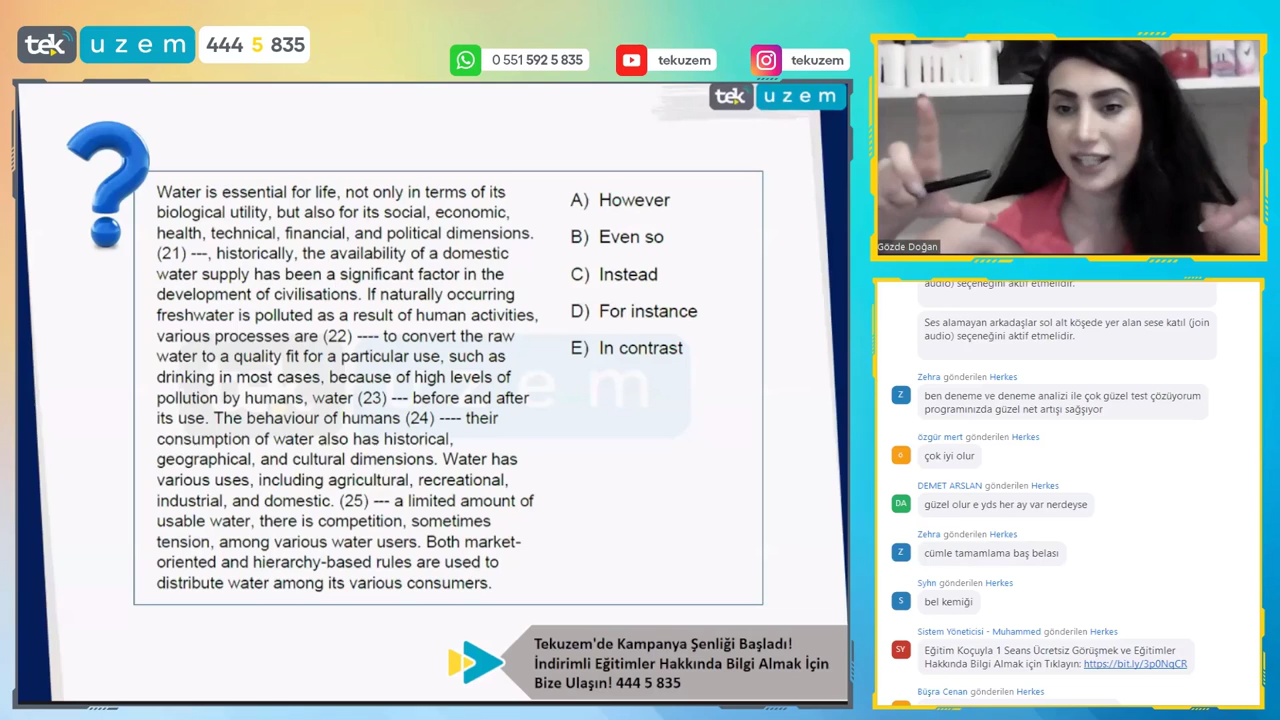 tek uzem 444 5 835
0 551 592 5 835
tekuzem
tekuzem
tek uzem
Water is essential for life, not only in terms of its
biological utility, but also for its social, economic,
health, technical, financial, and political dimensions.
(21) ---, historically, the availability of a domestic
water supply has been a significant factor in the
development of civilisations. If naturally occurring
freshwater is polluted as a result of human activities,
various processes are (22) ---- to convert the raw
water to a quality fit for a particular use, such as
drinking in most cases, because of high levels of
pollution by humans, water (23) --- before and after
its use. The behaviour of humans (24) ---- their
consumption of water also has historical,
geographical, and cultural dimensions. Water has
various uses, including agricultural, recreational,
industrial, and domestic. (25) --- a limited amount of
usable water, there is competition, sometimes
tension, among various water users. Both market-
oriented and hierarchy-based rules are used to
distribute water among its various consumers.
A) However
B) Even so
C) Instead
D) For instance
E) In contrast
Tekuzem'de Kampanya Şenliği Başladı!
İndirimli Eğitimler Hakkında Bilgi Almak İçin
Bize Ulaşın! 444 5 835
Gözde Doğan
audio) seçeneğini aktif etmelidir.
Ses alamayan arkadaşlar sol alt köşede yer alan sese katıl (join
audio) seçeneğini aktif etmelidir.
Zehra gönderilen Herkes
Z
ben deneme ve deneme analizi ile çok güzel test çözüyorum
programınızda güzel net artışı sağşıyor
özgür mert gönderilen Herkes
ö
çok iyi olur
DEMET ARSLAN gönderilen Herkes
DA
güzel olur e yds her ay var nerdeyse
Zehra gönderilen Herkes
Z
cümle tamamlama baş belası
Syhn gönderilen Herkes
S
bel kemiği
Sistem Yöneticisi - Muhammed gönderilen Herkes
SY
Eğitim Koçuyla 1 Seans Ücretsiz Görüşmek ve Eğitimler
Hakkında Bilgi Almak için Tıklayın: https://bit.ly/3p0NqCR
Büşra Cenan gönderilen Herkes